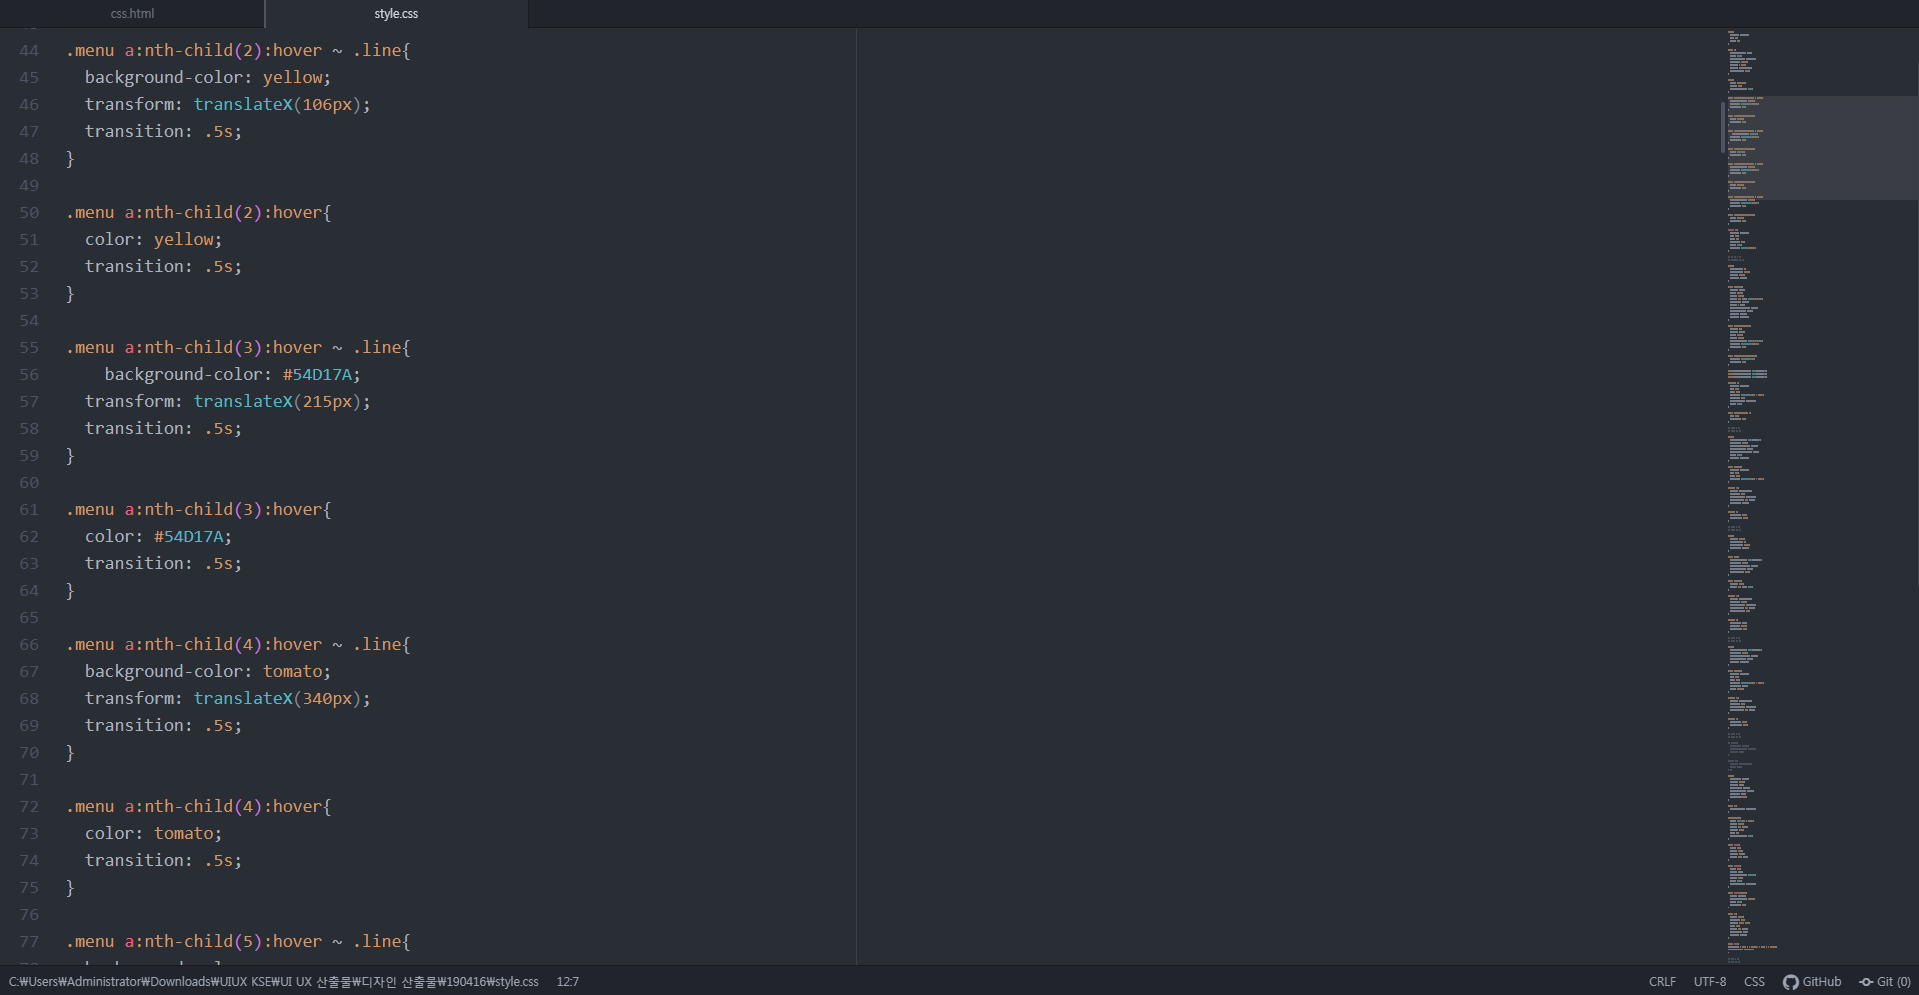 css.html
style.css
44 .menu a:nth-child(2):hover ~ .line{
45 background-color: yellow;
46 transform: translateX(106px);
47 transition: .5s;
48 }
49
50 .menu a:nth-child(2):hover{
51 color: yellow;
52 transition: .5s;
53 }
54
55 .menu a:nth-child(3):hover ~ .line{
56 background-color: #54D17A;
57 transform: translateX(215px);
58 transition: .5s;
59 }
60
61 .menu a:nth-child(3):hover{
62 color: #54D17A;
63 transition: .5s;
64 }
65
66 .menu a:nth-child(4):hover ~ .line{
67 background-color: tomato;
68 transform: translateX(340px);
69 transition: .5s;
70 }
71
72 .menu a:nth-child(4):hover{
73 color: tomato;
74 transition: .5s;
75 }
76
77 .menu a:nth-child(5):hover ~ .line{
C:₩Users₩Administrator₩Downloads₩UIUX KSE₩UI UX 산출물₩디자인 산출물₩190416₩style.css 12:7 CRLF UTF-8 CSS GitHub Git (0)